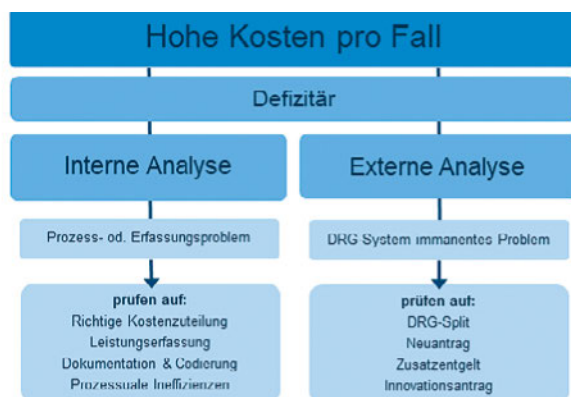 Hohe Kosten pro Fall
Defizitär
Interne Analyse
Externe Analyse
Prozess- od. Erfassungsproblem
DRG System immanentes Problem
prufen auf:
Richtige Kostenzuteilung
Leistungserfassung
Dokumentation & Codierung
Prozessuale Ineffizienzen
prüfen auf:
DRG-Split
Neuantrag
Zusatzentgelt
Innovationsantrag